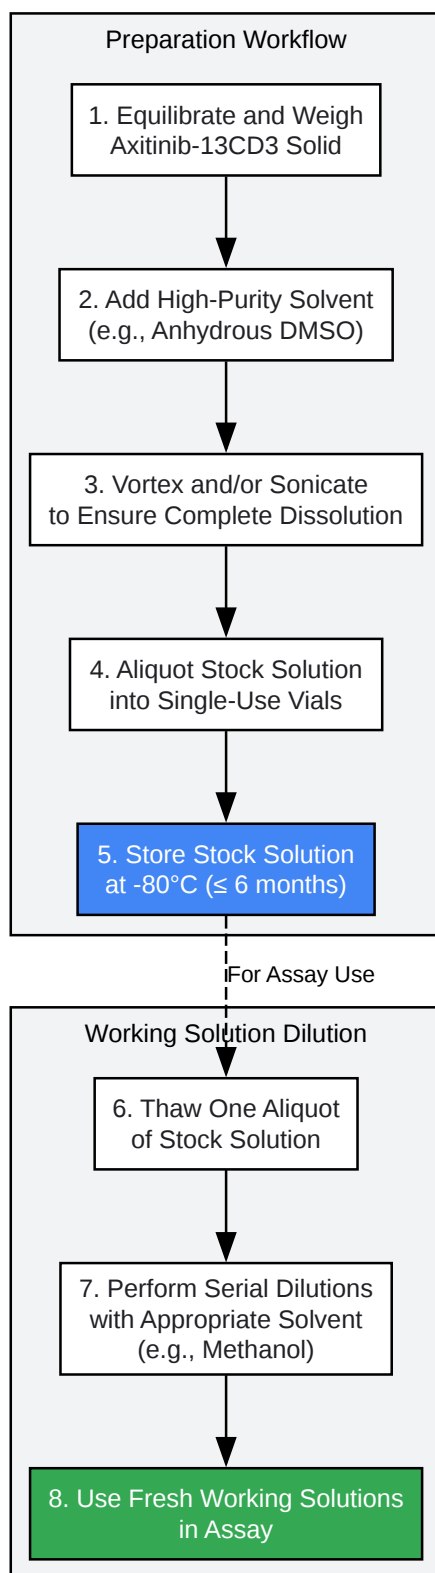 Preparation Workflow
1. Equilibrate and Weigh
Axitinib-13CD3 Solid
2. Add High-Purity Solvent
(e.g., Anhydrous DMSO)
3. Vortex and/or Sonicate
to Ensure Complete Dissolution
4. Aliquot Stock Solution
into Single-Use Vials
5. Store Stock Solution
at -80°C (≤ 6 months)
For Assay Use
Working Solution Dilution
6. Thaw One Aliquot
of Stock Solution
7. Perform Serial Dilutions
with Appropriate Solvent
(e.g., Methanol)
8. Use Fresh Working Solutions
in Assay